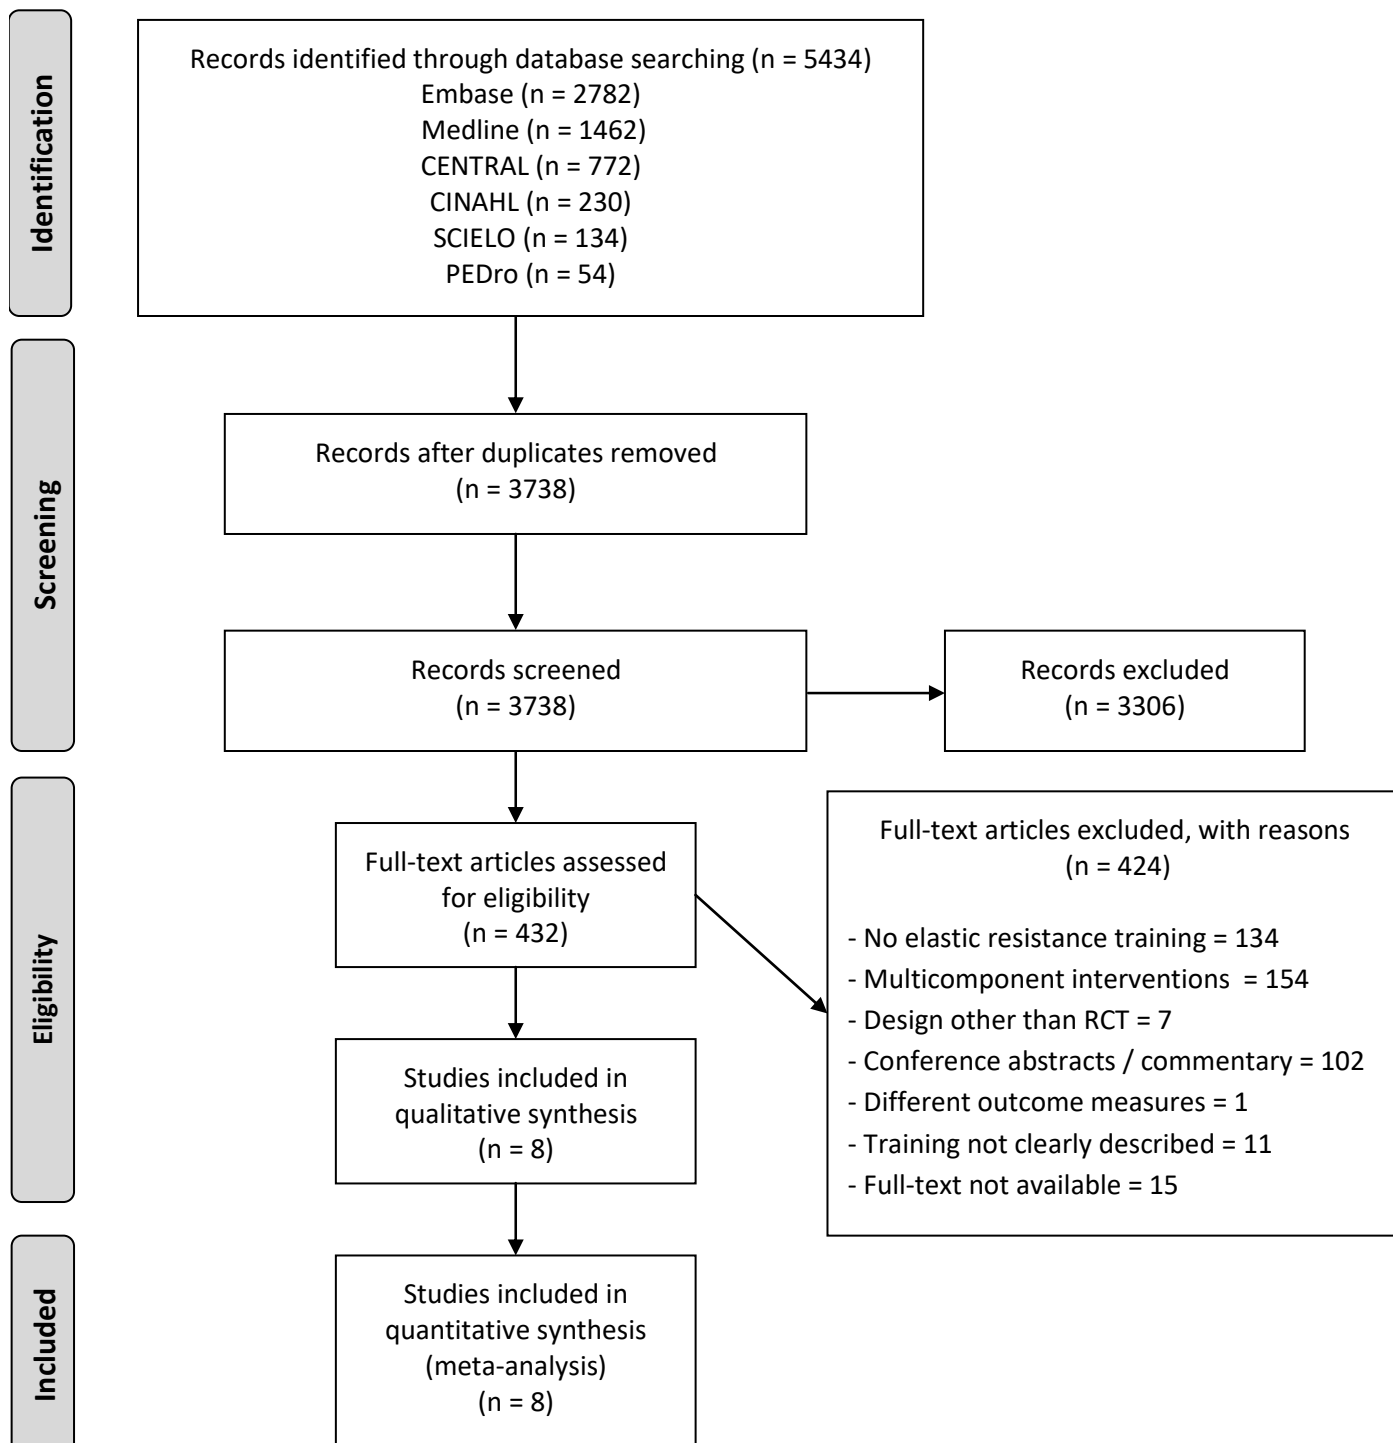 Identification
Records identified through database searching (n = 5434)
Embase (n = 2782)
Medline (n = 1462)
CENTRAL (n = 772)
CINAHL (n = 230)
SCIELO (n = 134)
PEDro (n = 54)
Screening
Records after duplicates removed
(n = 3738)
Records screened
(n = 3738)
Records excluded
(n = 3306)
Eligibility
Full-text articles assessed
for eligibility
(n = 432)
Full-text articles excluded, with reasons
(n = 424)
- No elastic resistance training = 134
- Multicomponent interventions  = 154
- Design other than RCT = 7
- Conference abstracts / commentary = 102
- Different outcome measures = 1
- Training not clearly described = 11
- Full-text not available = 15
Studies included in
qualitative synthesis
(n = 8)
Included
Studies included in
quantitative synthesis
(meta-analysis)
(n = 8)